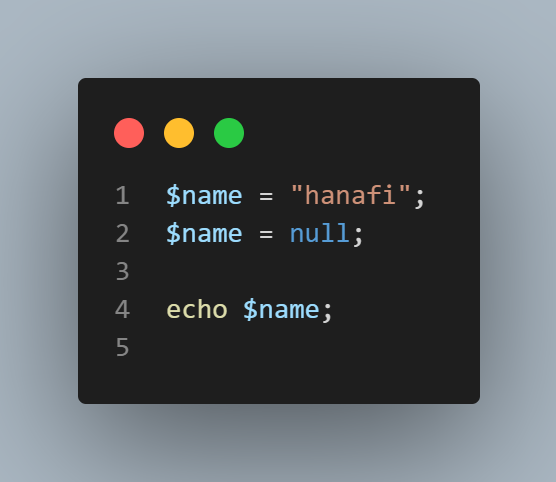 1 $name = "hanafi";
2 $name = null;
3
4 echo $name;
5